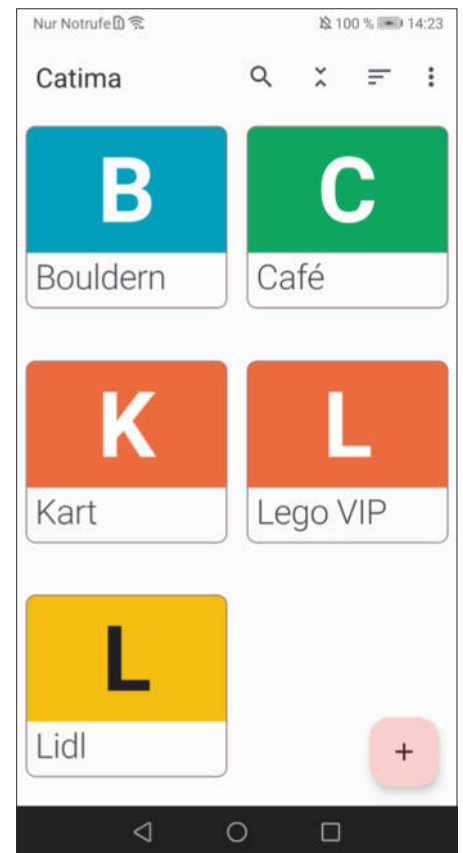 Nur Notrufe 100 % 14:23
Catima
B C
Bouldern Café
K L
Kart Lego VIP
L
Lidl
+